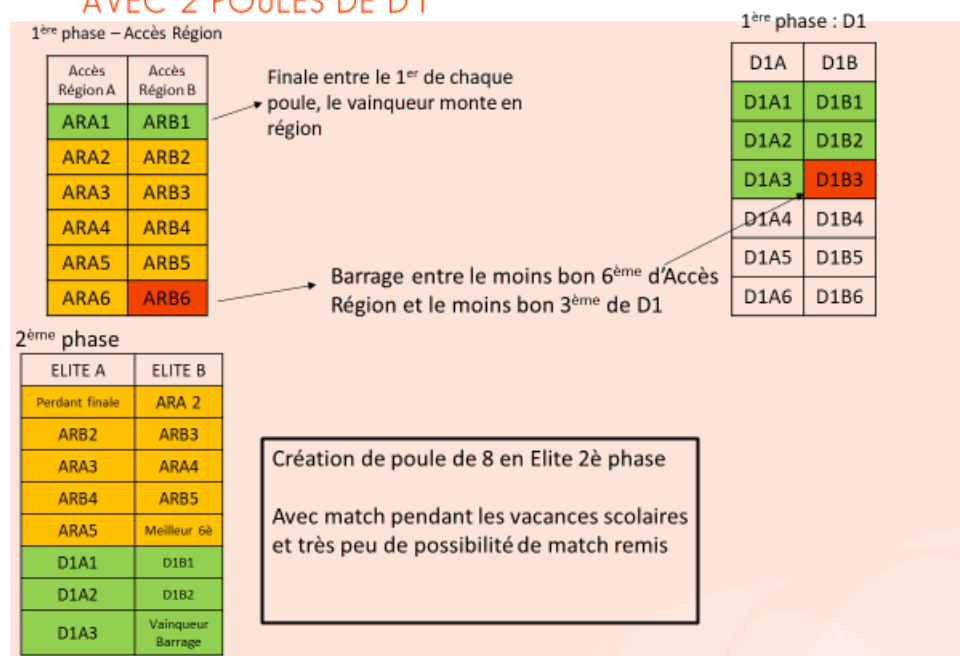 AVEC 2 POULES DE D1
1ère phase – Accès Région
1ère phase : D1
Accès Région A
Accès Région B
ARA1 ARB1
ARA2 ARB2
ARA3 ARB3
ARA4 ARB4
ARA5 ARB5
ARA6 ARB6
Finale entre le 1er de chaque
poule, le vainqueur monte en
région
D1A D1B
D1A1 D1B1
D1A2 D1B2
D1A3 D1B3
D1A4 D1B4
D1A5 D1B5
D1A6 D1B6
Barrage entre le moins bon 6ème d’Accès
Région et le moins bon 3ème de D1
2ème phase
ELITE A ELITE B
Perdant finale ARA 2
ARB2 ARB3
ARA3 ARA4
ARB4 ARB5
ARA5 Meilleur 6è
D1A1 D1B1
D1A2 D1B2
D1A3 Vainqueur Barrage
Création de poule de 8 en Elite 2è phase
Avec match pendant les vacances scolaires
et très peu de possibilité de match remis